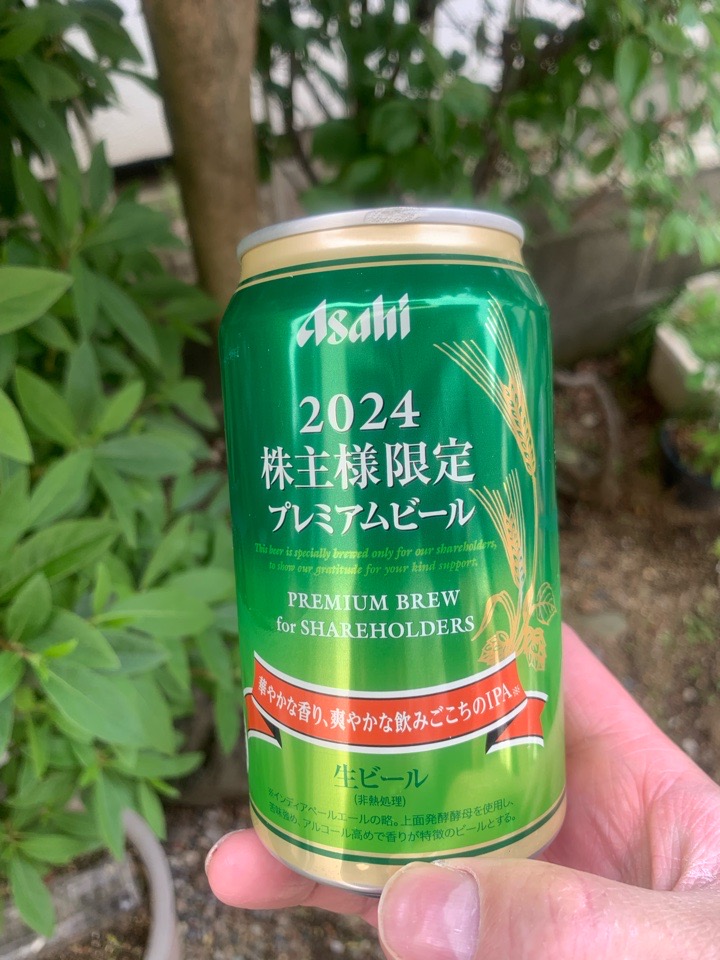 Asahi
2024
株主様限定
プレミアムビール
This beer is specially brewed only for our shareholders,
to show our gratitude for your kind support.
PREMIUM BREW
for SHAREHOLDERS
華やかな香り、爽やかな飲みごこちのIPA※
生ビール
(非熱処理)
※インディアペールエールの略。上面発酵酵母を使用し、
苦味強め、アルコール高めで香りが特徴のビールとする。